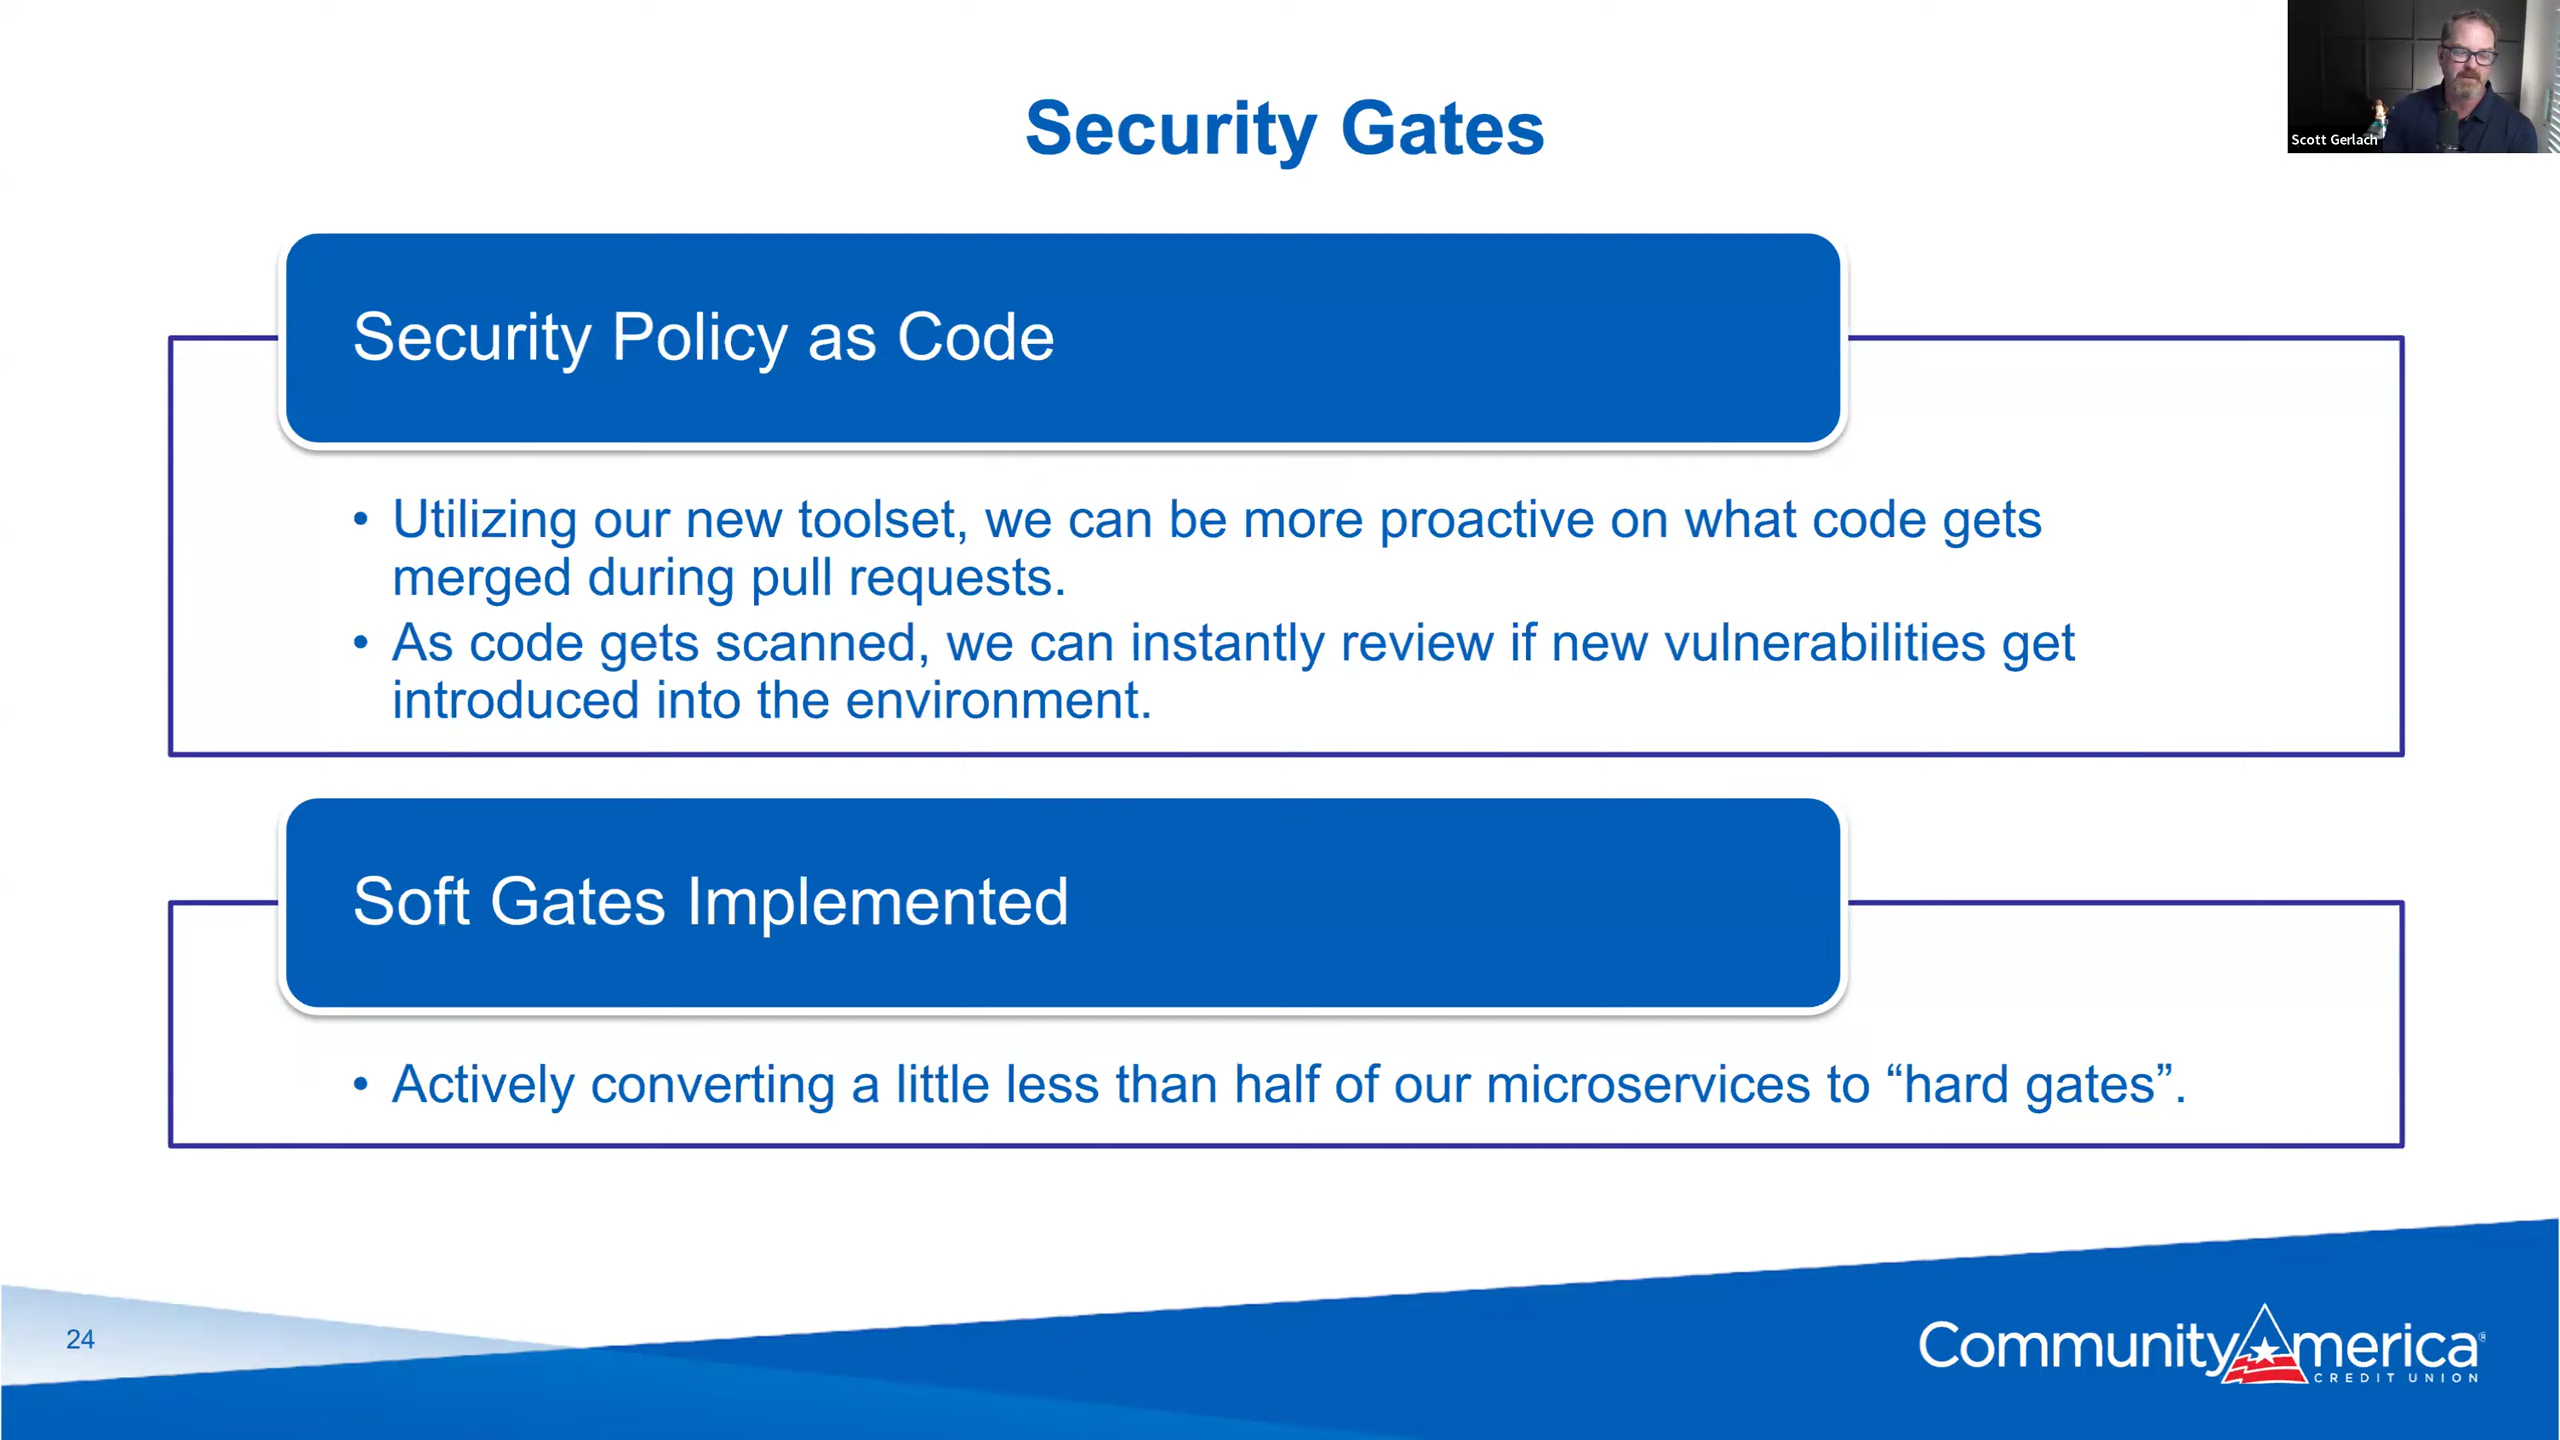 Scott Gerlach
Security Gates
Security Policy as Code
• Utilizing our new toolset, we can be more proactive on what code gets
merged during pull requests.
• As code gets scanned, we can instantly review if new vulnerabilities get
introduced into the environment.
Soft Gates Implemented
• Actively converting a little less than half of our microservices to “hard gates”.
24
CommunityAmerica®
CREDIT UNION